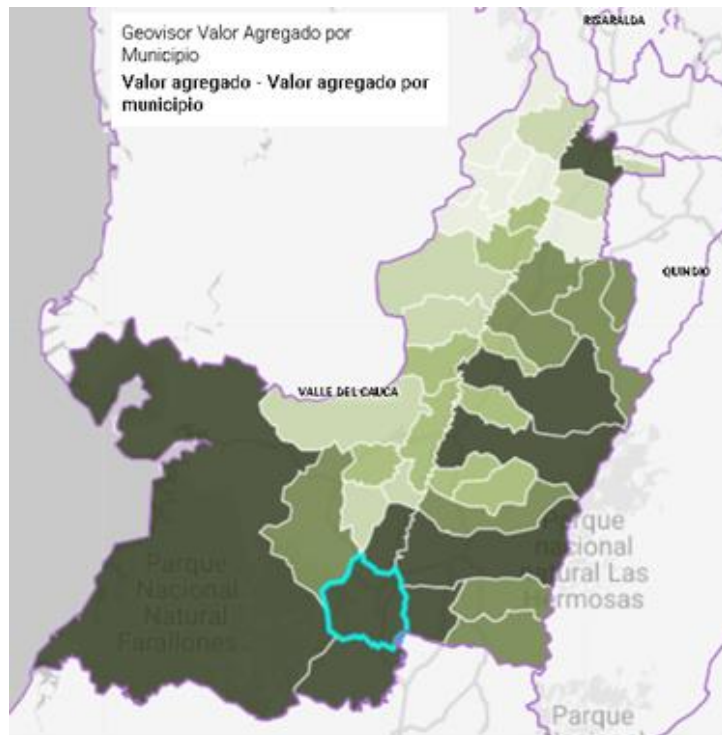 Geovisor Valor Agregado por
Municipio
Valor agregado - Valor agregado por
municipio
RISARALDA
QUINDIO
VALLE DEL CAUCA
Parque
nacional
natural Las
Hermosas
Parque
Nacional
Natural
Farallones
Parque